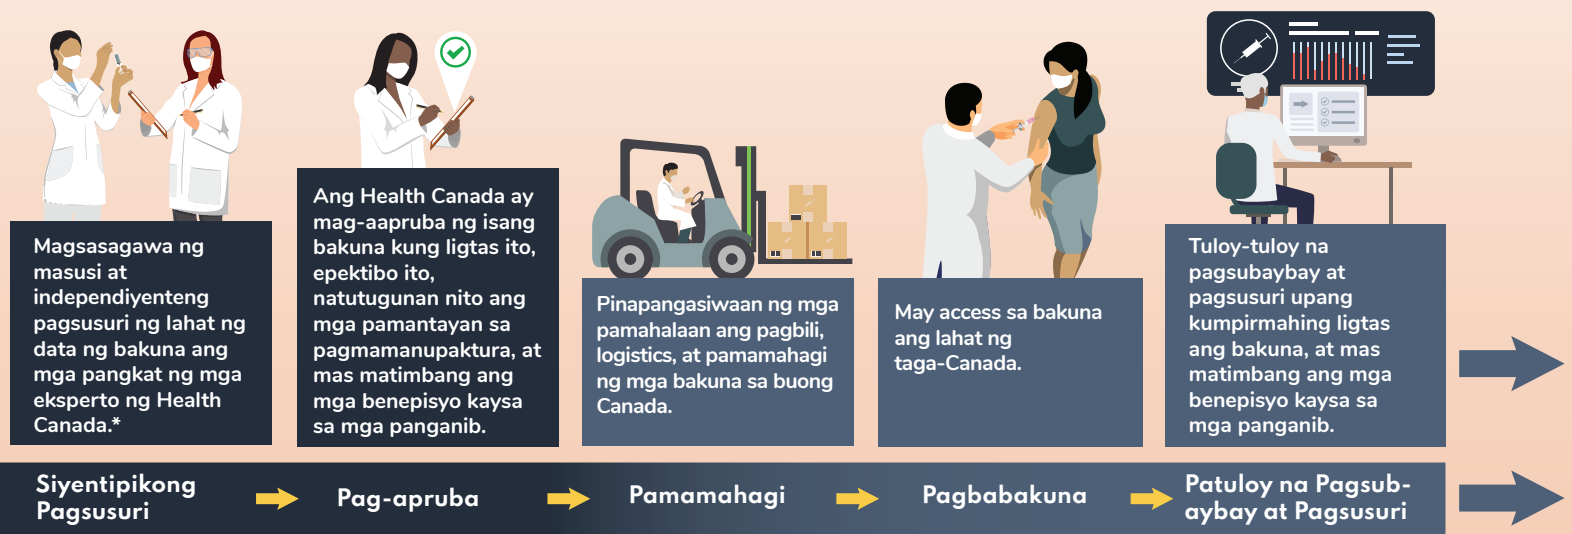 Magsasagawa ng
masusi at
independiyenteng
pagsusuri ng lahat ng
data ng bakuna ang
mga pangkat ng mga
eksperto ng Health
Canada.*
Ang Health Canada ay
mag-aapruba ng isang
bakuna kung ligtas ito,
epektibo ito,
natutugunan nito ang
mga pamantayan sa
pagmamanupaktura, at
mas matimbang ang
mga benepisyo kaysa
sa mga panganib.
Pinapangasiwaan ng mga
pamahalaan ang pagbili,
logistics, at pamamahagi
ng mga bakuna sa buong
Canada.
May access sa bakuna
ang lahat ng
taga-Canada.
Tuloy-tuloy na
pagsubaybay at
pagsusuri upang
kumpirmahing ligtas
ang bakuna, at mas
matimbang ang mga
benepisyo kaysa sa
mga panganib.
Siyentipikong
Pagsusuri
Pag-apruba
Pamamahagi
Pagbabakuna
Patuloy na Pagsub-
aybay at Pagsusuri